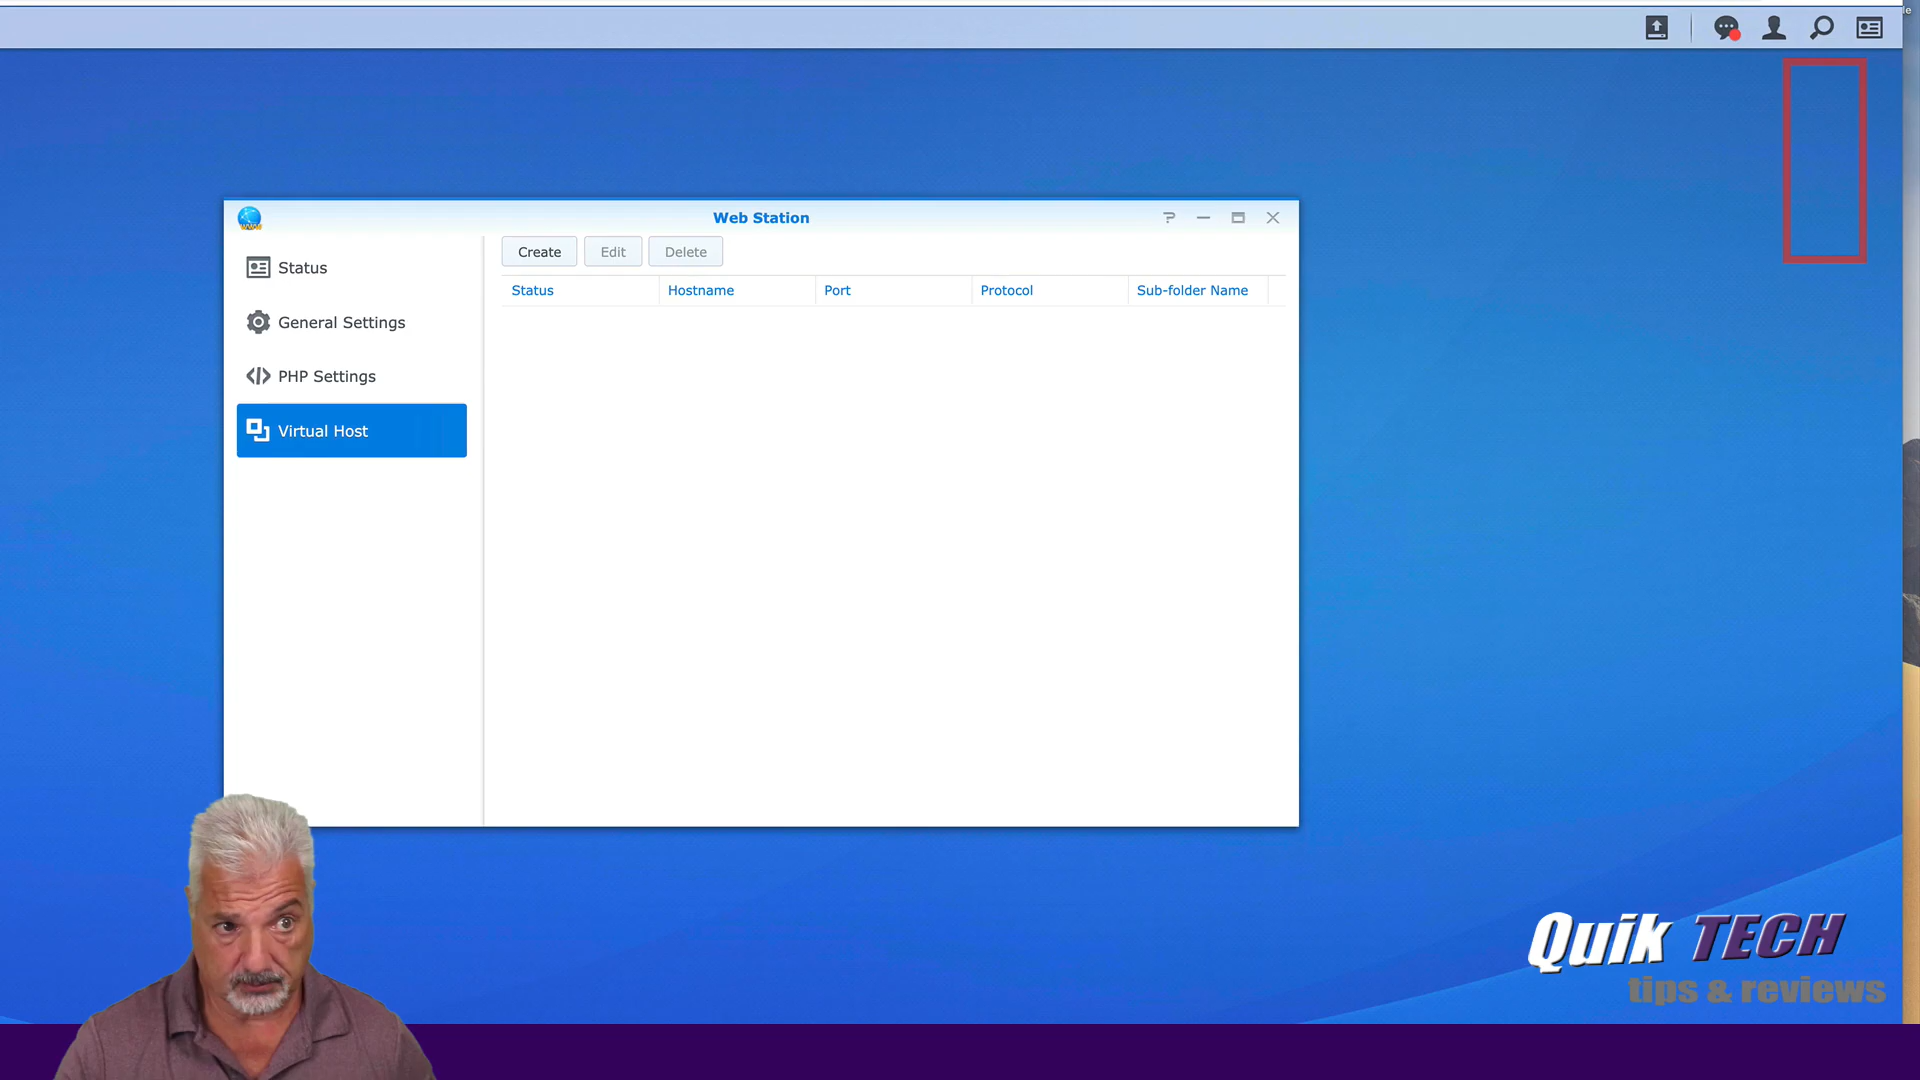 le
Web Station
Status
General Settings
PHP Settings
Virtual Host
Create Edit Delete
Status Hostname Port Protocol Sub-folder Name
Quik TECH
tips & reviews